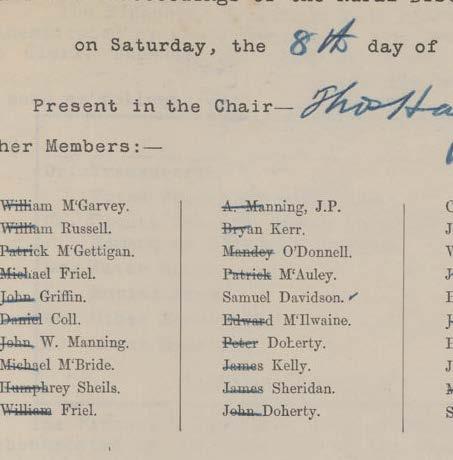 on Saturday, the 8th day of
Present in the Chair— Thos Ha
her Members:—
William M'Garvey.
William Russell.
Patrick M'Gettigan.
Michael Friel.
John Griffin.
Daniel Coll.
John W. Manning.
Michael M'Bride.
Humphrey Sheils.
William Friel.
A. Manning, J.P.
Bryan Kerr.
Mandey O'Donnell.
Patrick M'Auley.
Samuel Davidson.
Edward M'Ilwaine.
Peter Doherty.
James Kelly.
James Sheridan.
John Doherty.